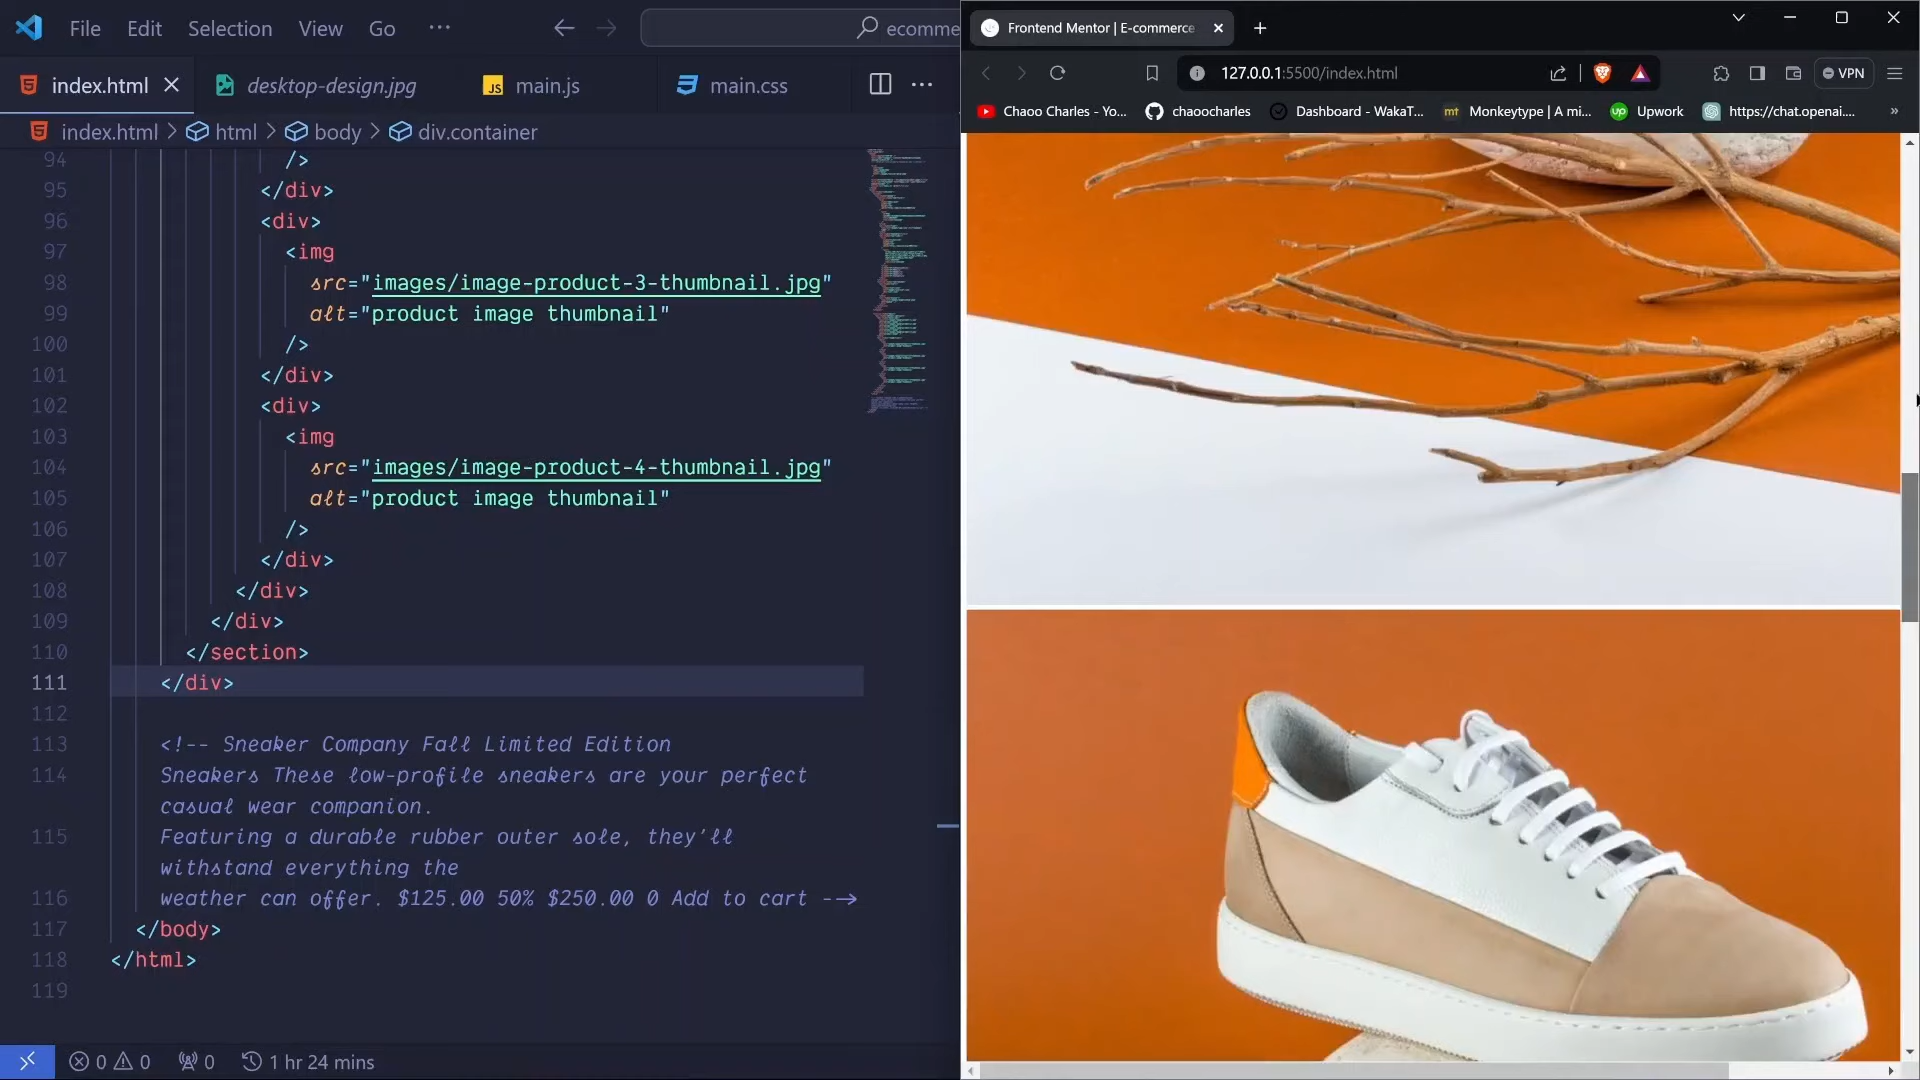 File Edit Selection View Go ··· ecomme
index.html desktop-design.jpg JS main.js main.css ···
index.html > html > body > div.container
94 />
95 </div>
96 <div>
97 <img
98 src="images/image-product-3-thumbnail.jpg"
99 alt="product image thumbnail"
100 />
101 </div>
102 <div>
103 <img
104 src="images/image-product-4-thumbnail.jpg"
105 alt="product image thumbnail"
106 />
107 </div>
108 </div>
109 </div>
110 </section>
111 </div>
112
113 <!-- Sneaker Company Fall Limited Edition
114 Sneakers These low-profile sneakers are your perfect
casual wear companion.
115 Featuring a durable rubber outer sole, they'll
withstand everything the
116 weather can offer. $125.00 50% $250.00 0 Add to cart -->
117 </body>
118 </html>
119
0 0 0 1 hr 24 mins
Frontend Mentor | E-commerce
127.0.0.1:5500/index.html VPN
Chaoo Charles - Yo... chaoocharles Dashboard - WakaT... mt Monkeytype | A mi... up Upwork https://chat.openai.... »